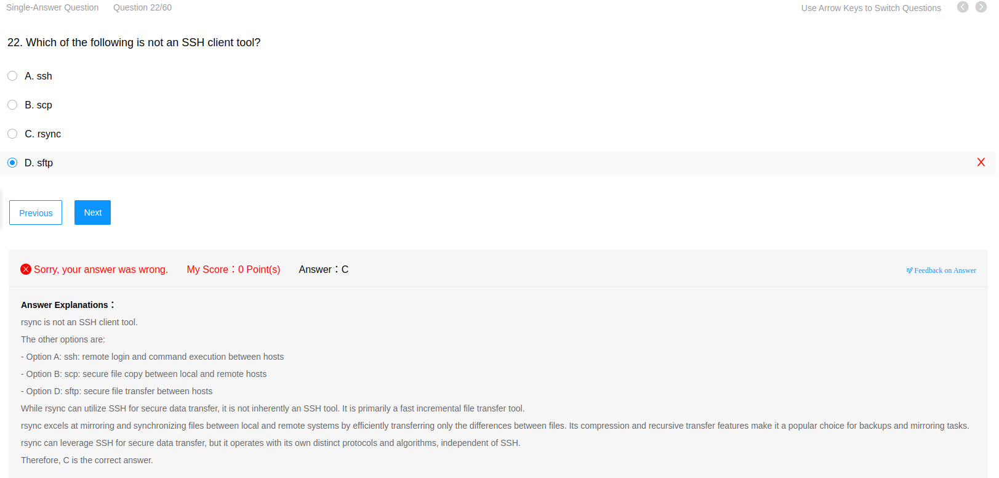 Single-Answer Question Question 22/60 Use Arrow Keys to Switch Questions
22. Which of the following is not an SSH client tool?
A. ssh
B. scp
C. rsync
D. sftp
Previous Next
Sorry, your answer was wrong. My Score：0 Point(s) Answer：C Feedback on Answer
Answer Explanations：
rsync is not an SSH client tool.
The other options are:
- Option A: ssh: remote login and command execution between hosts
- Option B: scp: secure file copy between local and remote hosts
- Option D: sftp: secure file transfer between hosts
While rsync can utilize SSH for secure data transfer, it is not inherently an SSH tool. It is primarily a fast incremental file transfer tool.
rsync excels at mirroring and synchronizing files between local and remote systems by efficiently transferring only the differences between files. Its compression and recursive transfer features make it a popular choice for backups and mirroring tasks.
rsync can leverage SSH for secure data transfer, but it operates with its own distinct protocols and algorithms, independent of SSH.
Therefore, C is the correct answer.